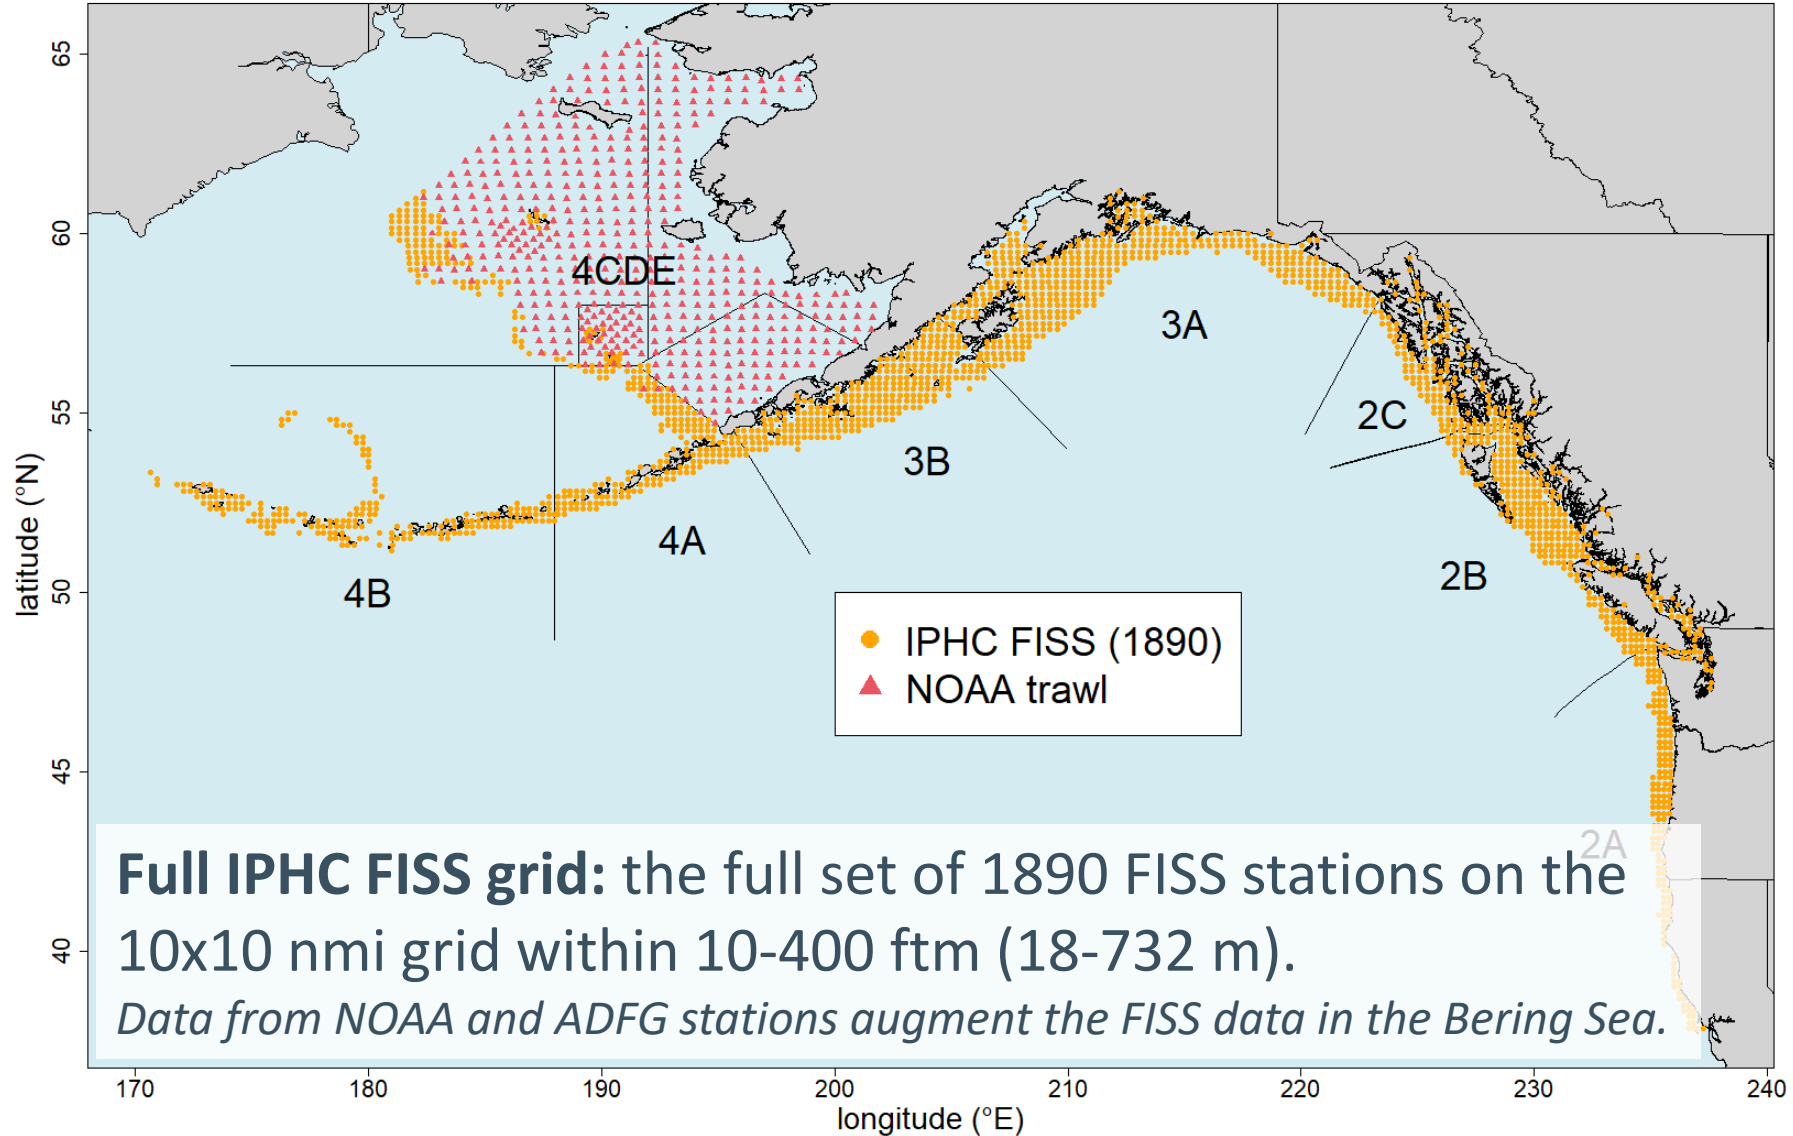 65
60
55
50
45
40
latitude (°N)
4CDE
3A
2C
3B
4A
2B
4B
IPHC FISS (1890)
NOAA trawl
2A
Full IPHC FISS grid: the full set of 1890 FISS stations on the
10x10 nmi grid within 10-400 ftm (18-732 m).
Data from NOAA and ADFG stations augment the FISS data in the Bering Sea.
170 180 190 200 210 220 230 240
longitude (°E)